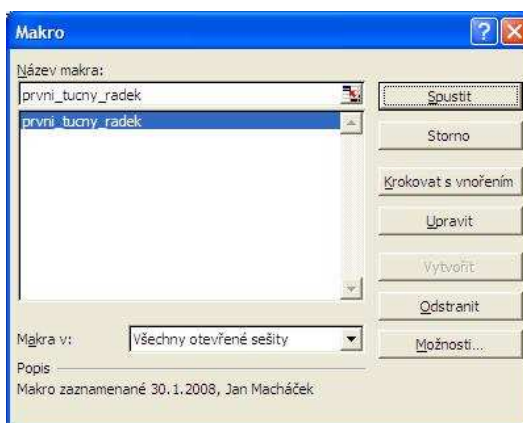 Makro
Název makra:
prvni_tucny_radek
prvni_tucny_radek
Spustit
Storno
Krokovat s vnořením
Upravit
Vytvořit
Odstranit
Možnosti...
Makra v:
Všechny otevřené sešity
Popis
Makro zaznamenané 30.1.2008, Jan Macháček